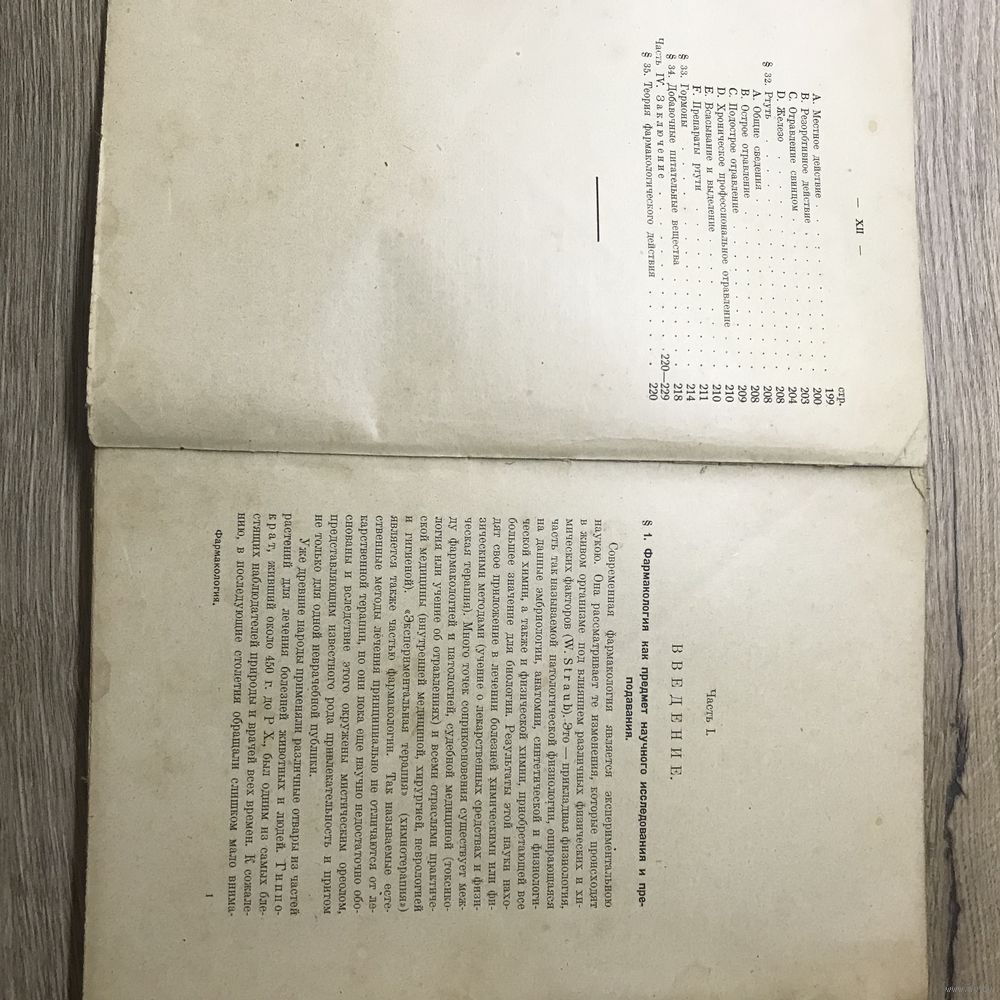 — XII —
стр.
A. Местное действие . . . . . . . . . . 199
B. Резорбтивное действие . . . . . . . . . . 200
C. Отравление свинцом . . . . . . . . . . 203
D. Железо . . . . . . . . . . 204
§ 32. Ртуть . . . . . . . . . . 208
A. Общие сведения . . . . . . . . . . 208
B. Острое отравление . . . . . . . . . . 208
C. Подострое отравление . . . . . . . . . . 209
D. Хроническое профессиональное отравление . . . . 210
E. Всасывание и выделение . . . . . . . . . . 210
F. Препараты ртути . . . . . . . . . . 211
§ 33. Гормоны . . . . . . . . . . 214
§ 34. Добавочные питательные вещества . . . . . . 218
Часть IV. Заключение . . . . . . . . . . 220—229
§ 35. Теория фармакологического действия . . . . . 220
Часть I.
ВВЕДЕНИЕ.
§ 1. Фармакология как предмет научного исследования и пре-
подавания.
Современная фармакология является экспериментальною
наукою. Она рассматривает те изменения, которые происходят
в живом организме под влиянием различных физических и хи-
мических факторов (W. Straub). Это — прикладная физиология,
часть так называемой патологической физиологии, опирающаяся
на данные эмбриологии, анатомии, синтетической и физиологи-
ческой химии, а также и физической химии, приобретающей все
большее значение для биологии. Результаты этой науки нахо-
дят свое приложение в лечении болезней химическими или фи-
зическими методами (учение о лекарственных средствах и физи-
ческая терапия). Много точек соприкосновения существует меж-
ду фармакологией и патологией, судебной медициной (токсико-
логия или учение об отравлениях) и всеми отраслями практиче-
ской медицины (внутренней медициной, хирургией, неврологией
и гигиеной). «Экспериментальная терапия» (химиотерапия»)
является также частью фармакологии. Так называемые есте-
ственные методы лечения принципиально не отличаются от ле-
карственной терапии, но они пока еще научно недостаточно обо-
снованы и вследствие этого окружены мистическим ореолом,
представляющим известного рода привлекательность и притом
не только для одной неврачебной публики.
Уже древние народы применяли различные отвары из частей
растений для лечения болезней животных и людей. Гиппо-
крат, живший около 450 г. до Р. Х., был одним из самых бле-
стящих наблюдателей природы и врачей всех времен. К сожале-
нию, в последующие столетия обращали слишком мало внима-
Фармакология,
1